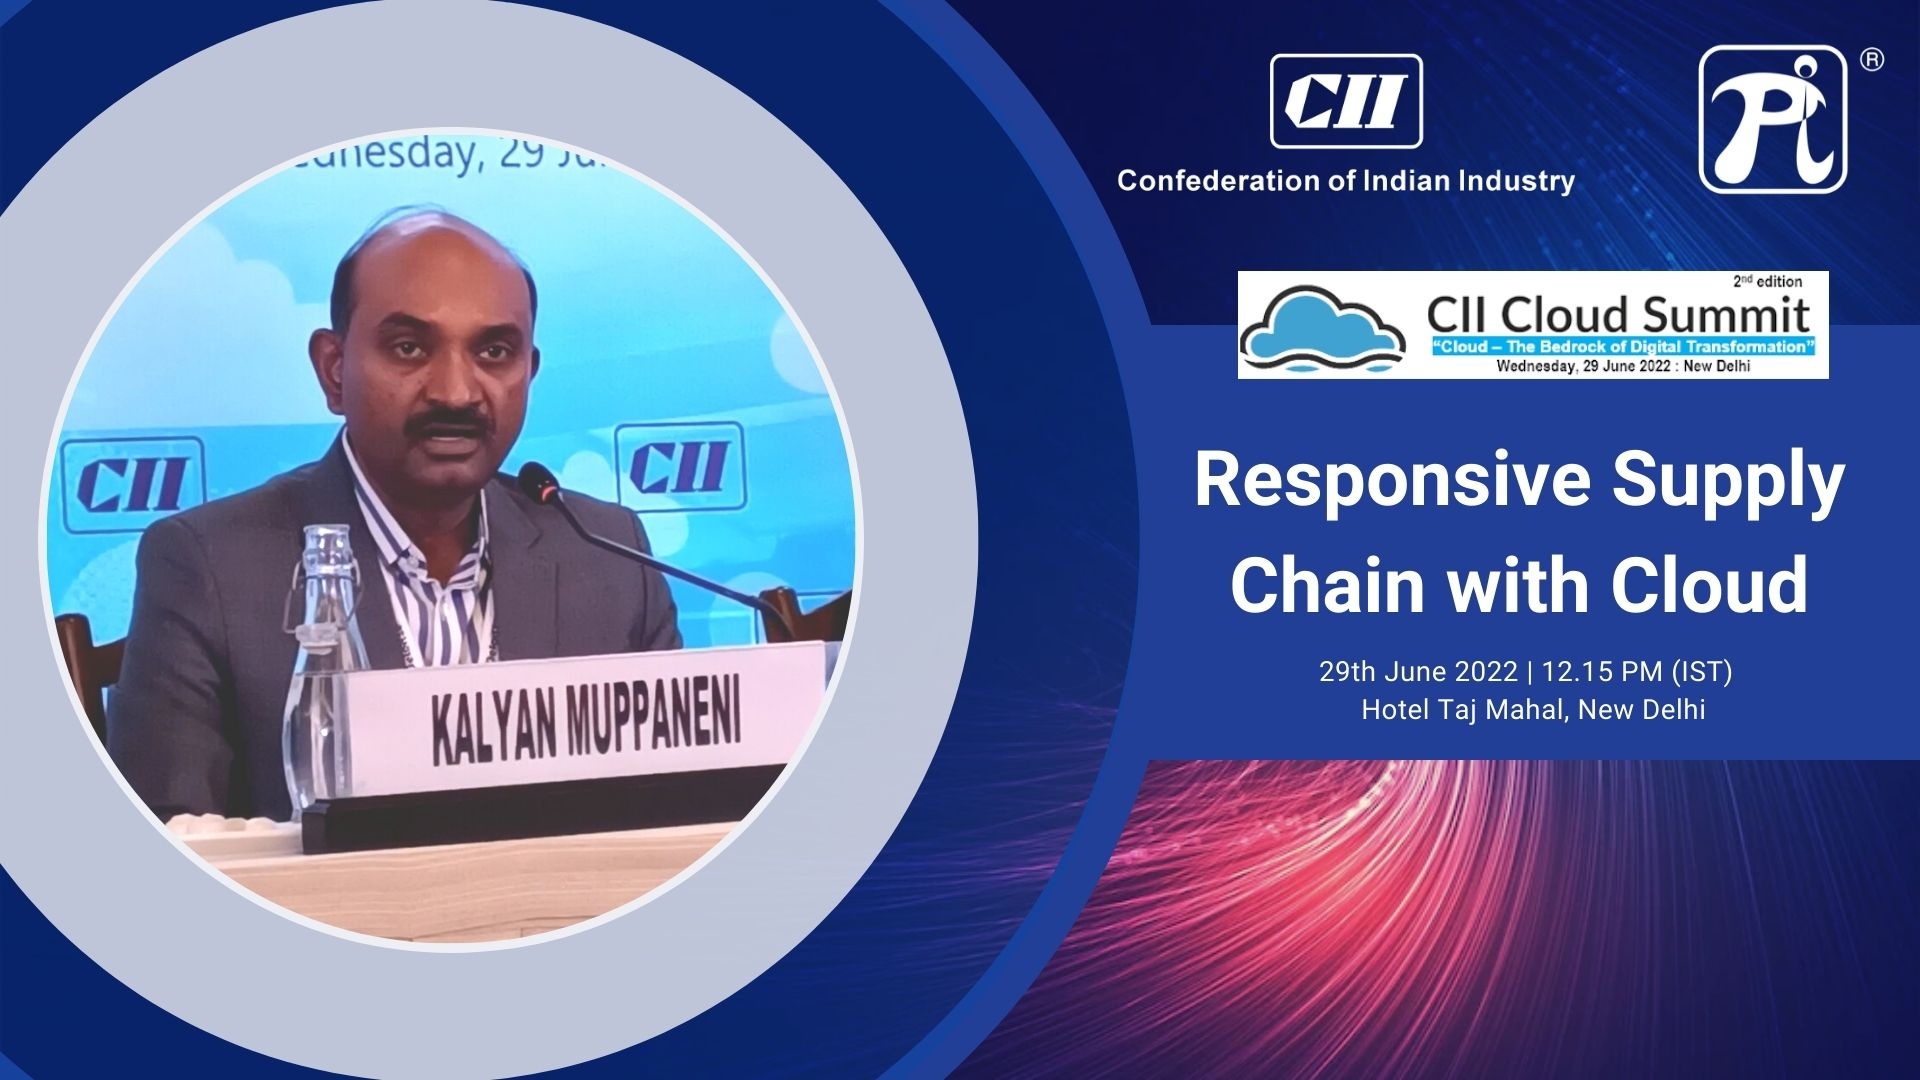 29
CII
CII
KALYAN MUPPANENI
CII
Confederation of Indian Industry
Pi ®
2nd edition
CII Cloud Summit
“Cloud – The Bedrock of Digital Transformation”
Wednesday, 29 June 2022 : New Delhi
Responsive Supply
Chain with Cloud
29th June 2022 | 12.15 PM (IST)
Hotel Taj Mahal, New Delhi